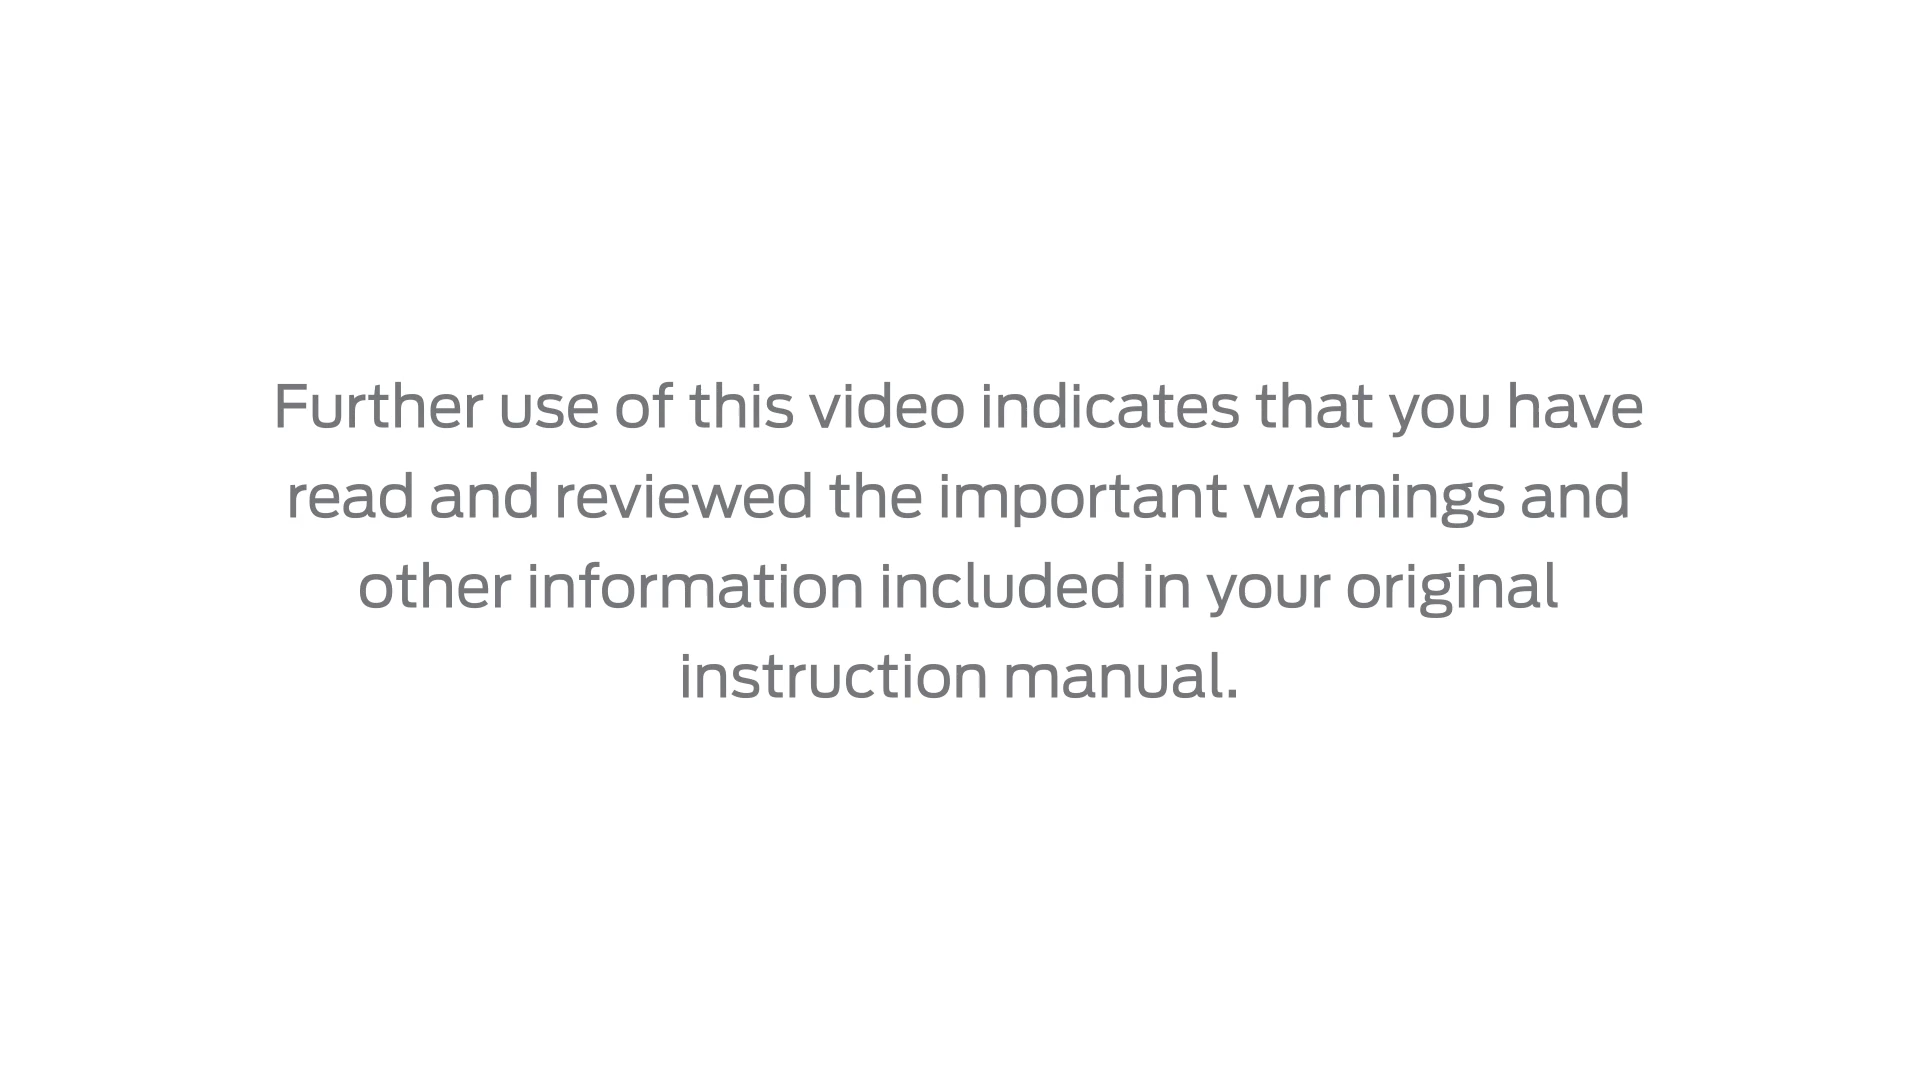 Further use of this video indicates that you have
read and reviewed the important warnings and
other information included in your original
instruction manual.